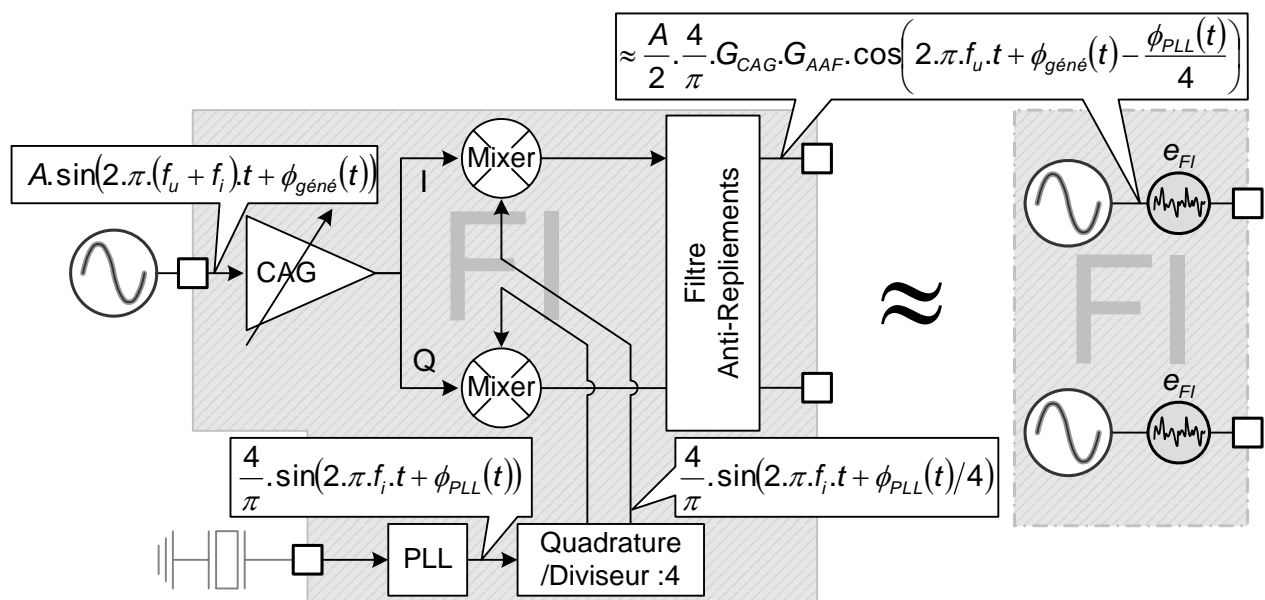 ≈ A/2 . 4/π . G_CAG . G_AAF . cos(2.π.f_u.t + ϕ_géné(t) − ϕ_PLL(t)/4)
A.sin(2.π.(f_u + f_i).t + ϕ_géné(t))
CAG
I
Q
Mixer
Mixer
FI
Filtre
Anti-Repliements
≈
e_FI
FI
e_FI
4/π . sin(2.π.f_i.t + ϕ_PLL(t))
4/π . sin(2.π.f_i.t + ϕ_PLL(t)/4)
PLL
Quadrature
/Diviseur :4